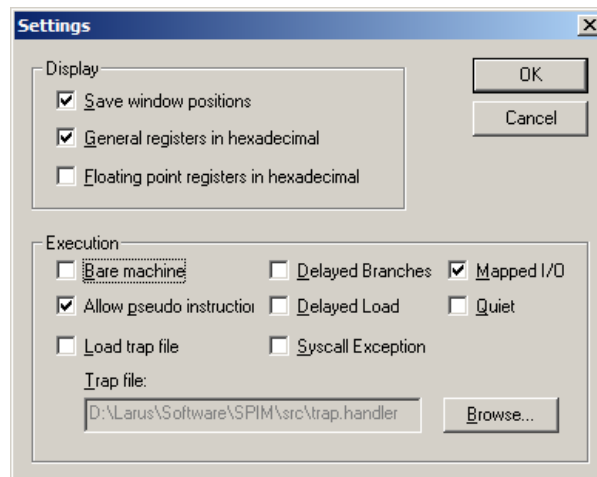 Settings
Display
Save window positions
General registers in hexadecimal
Floating point registers in hexadecimal
OK
Cancel
Execution
Bare machine Delayed Branches Mapped I/O
Allow pseudo instruction Delayed Load Quiet
Load trap file Syscall Exception
Trap file:
D:\Larus\Software\SPIM\src\trap.handler Browse...